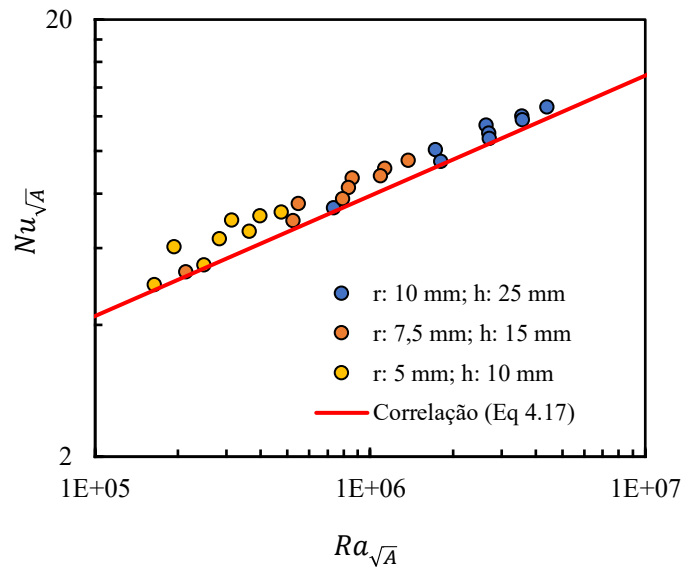 20
Nu√A
r: 10 mm; h: 25 mm
r: 7,5 mm; h: 15 mm
r: 5 mm; h: 10 mm
Correlação (Eq 4.17)
2
1E+05 1E+06 1E+07
Ra√A